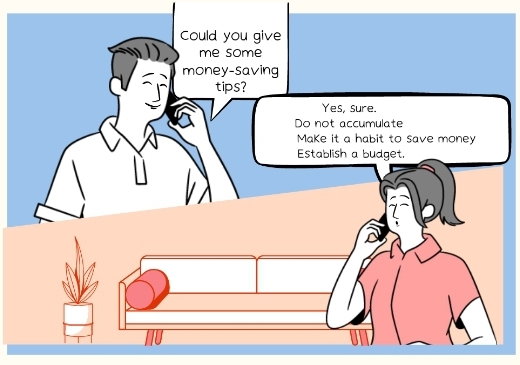 Could you give
me some
money-saving
tips?
Yes, sure.
Do not accumulate
Make it a habit to save money
Establish a budget.